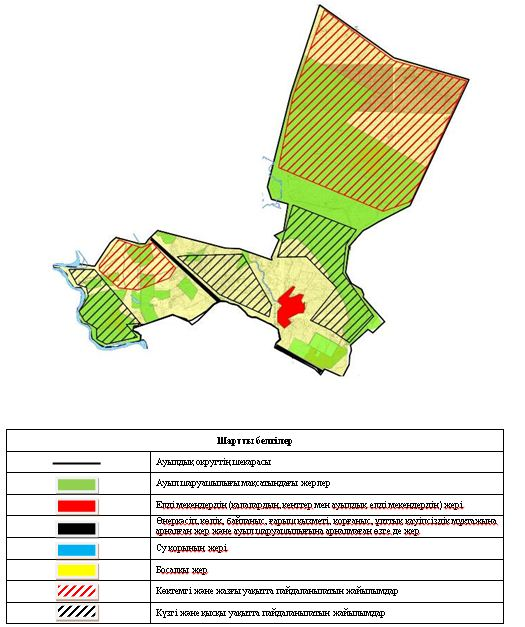 Шартты белгілер
Ауылдық округтің шекарасы
Ауыл шаруашылығы мақсатындағы жерлер
Елді мекендердің (қалалардың, кенттер мен ауылдық елді мекендердің) жері
Өнеркәсіп, көлік, байланыс, ғарыш қызметі, қорғаныс, ұлттық қауіпсіздік мұқтажына
арналған жер және ауыл шаруашылығына арналмаған өзге де жер
Су қорының жері
Босалқы жер
Көктемгі және жазғы уақытта пайдаланылатын жайылымдар
Күзгі және қысқы уақытта пайдаланылатын жайылымдар